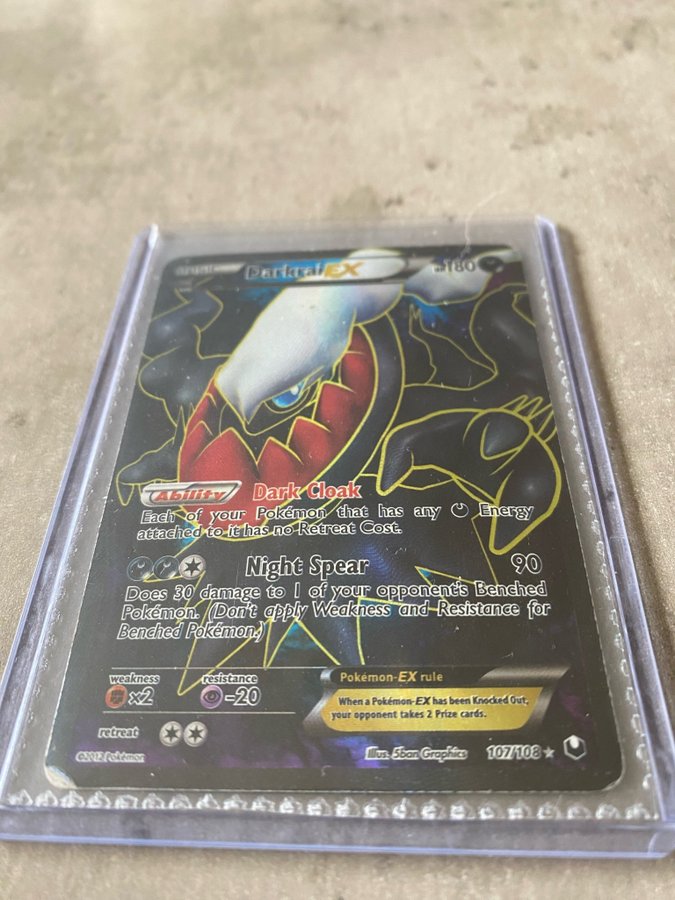 Darkrai EX HP180
Ability Dark Cloak
Each of your Pokémon that has any Energy
attached to it has no Retreat Cost.
Night Spear 90
Does 30 damage to 1 of your opponent's Benched
Pokémon. (Don't apply Weakness and Resistance for
Benched Pokémon.)
weakness resistance
×2 -20
Pokémon-EX rule
When a Pokémon-EX has been Knocked Out,
your opponent takes 2 Prize cards.
retreat
©2012 Pokémon Illus. 5ban Graphics 107/108